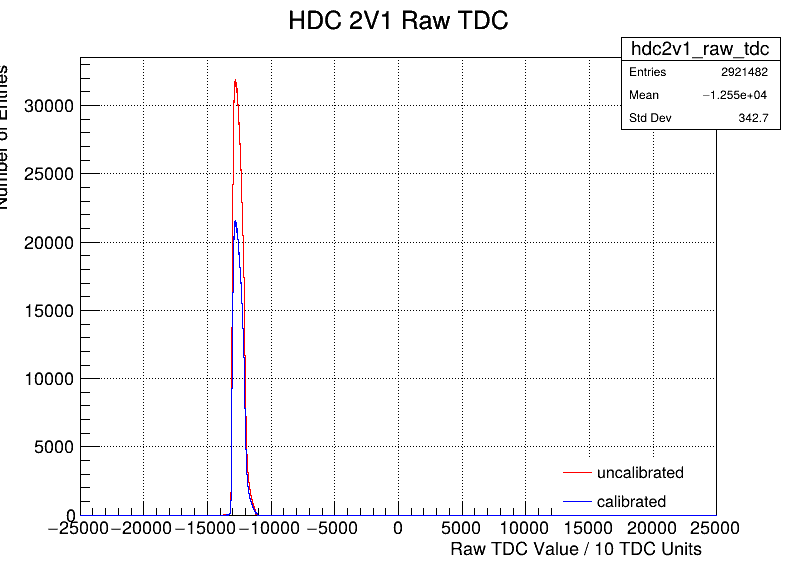 HDC 2V1 Raw TDC
hdc2v1_raw_tdc
Entries 2921482
Mean −1.255e+04
Std Dev 342.7
Number of Entries
30000
25000
20000
15000
10000
5000
0
−25000 −20000 −15000 −10000 −5000 0 5000 10000 15000 20000 25000
Raw TDC Value / 10 TDC Units
uncalibrated
calibrated